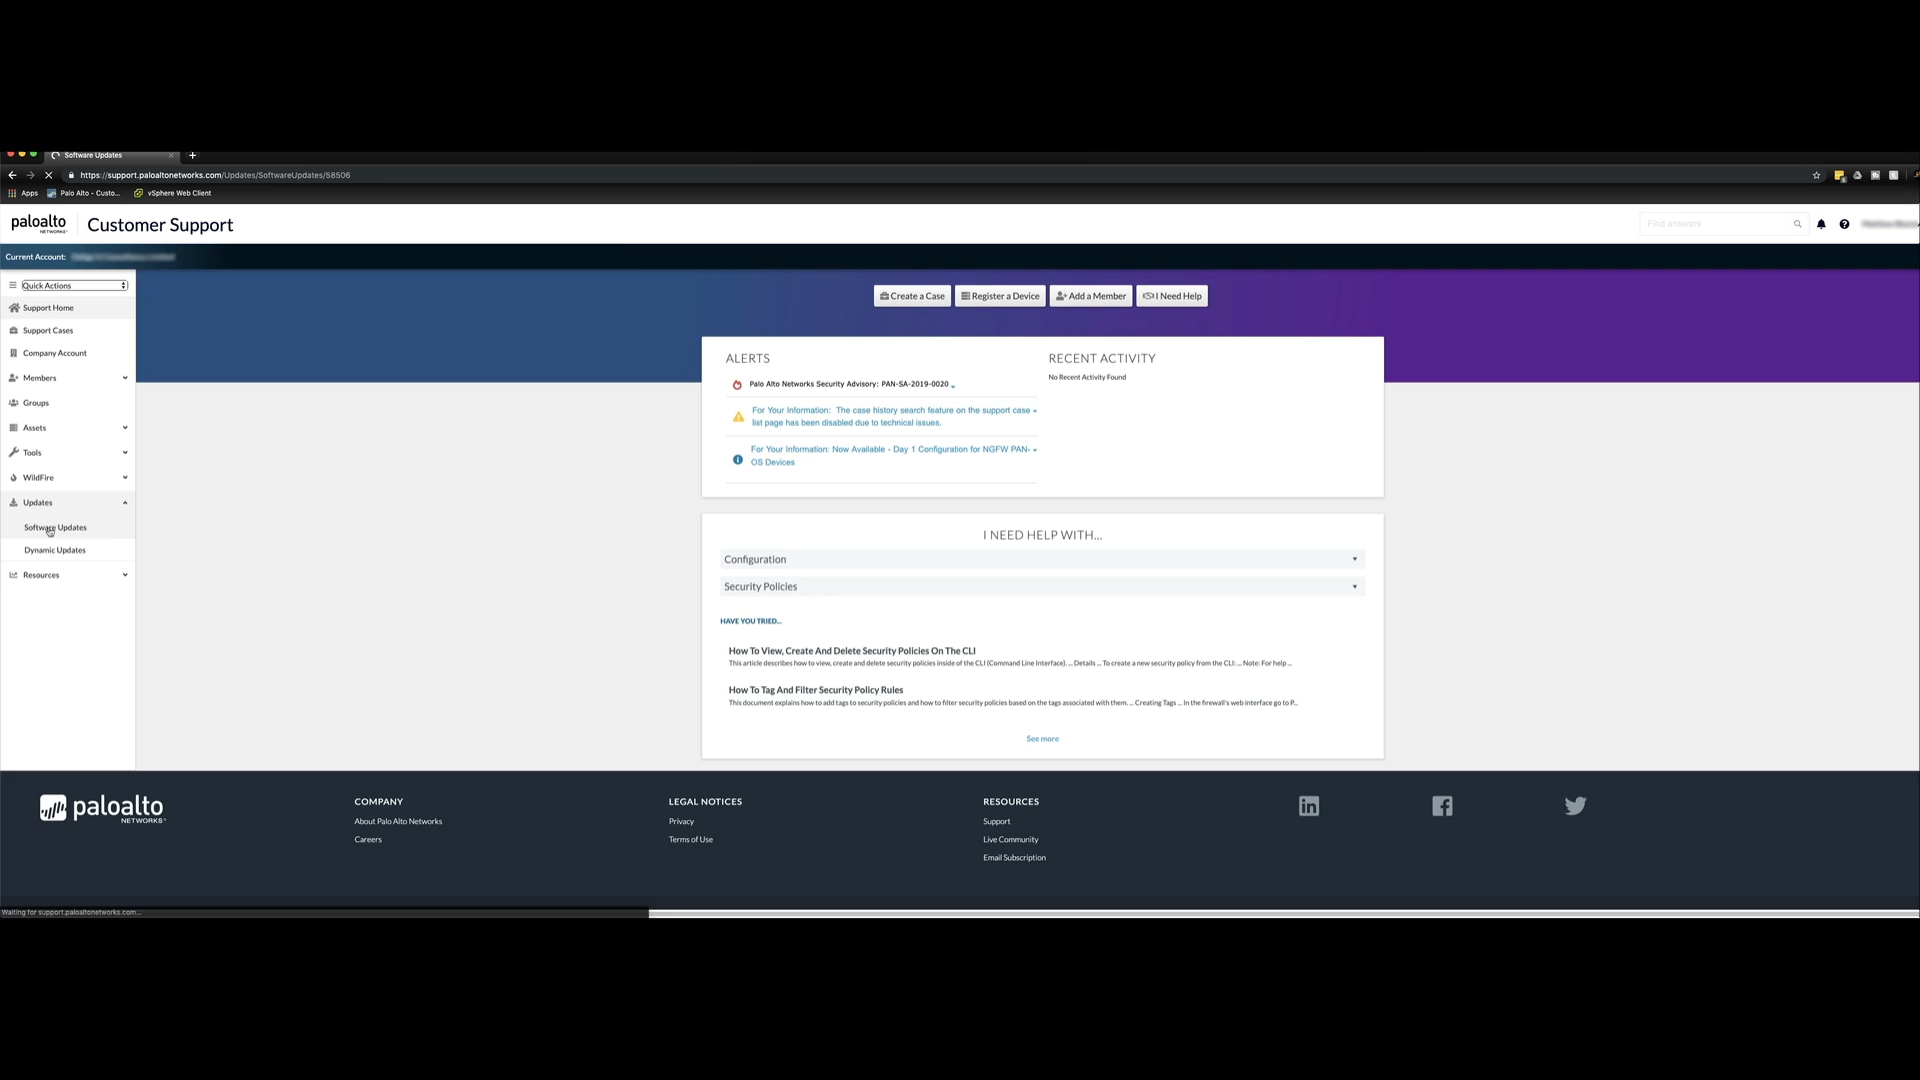 Software Updates
https://support.paloaltonetworks.com/Updates/SoftwareUpdates/58506
Apps Palo Alto - Custo... vSphere Web Client
paloalto NETWORKS Customer Support
Find answers
Current Account:
Quick Actions
Support Home
Support Cases
Company Account
Members
Groups
Assets
Tools
WildFire
Updates
Software Updates
Dynamic Updates
Resources
Create a Case Register a Device Add a Member I Need Help
ALERTS
Palo Alto Networks Security Advisory: PAN-SA-2019-0020
For Your Information: The case history search feature on the support case
list page has been disabled due to technical issues.
For Your Information: Now Available - Day 1 Configuration for NGFW PAN-
OS Devices
RECENT ACTIVITY
No Recent Activity Found
I NEED HELP WITH...
Configuration
Security Policies
HAVE YOU TRIED...
How To View, Create And Delete Security Policies On The CLI
This article describes how to view, create and delete security policies inside of the CLI (Command Line Interface). ... Details ... To create a new security policy from the CLI: ... Note: For help ...
How To Tag And Filter Security Policy Rules
This document explains how to add tags to security policies and how to filter security policies based on the tags associated with them. ... Creating Tags ... In the firewall's web interface go to P...
See more
paloalto
NETWORKS
COMPANY
About Palo Alto Networks
Careers
LEGAL NOTICES
Privacy
Terms of Use
RESOURCES
Support
Live Community
Email Subscription
Waiting for support.paloaltonetworks.com...